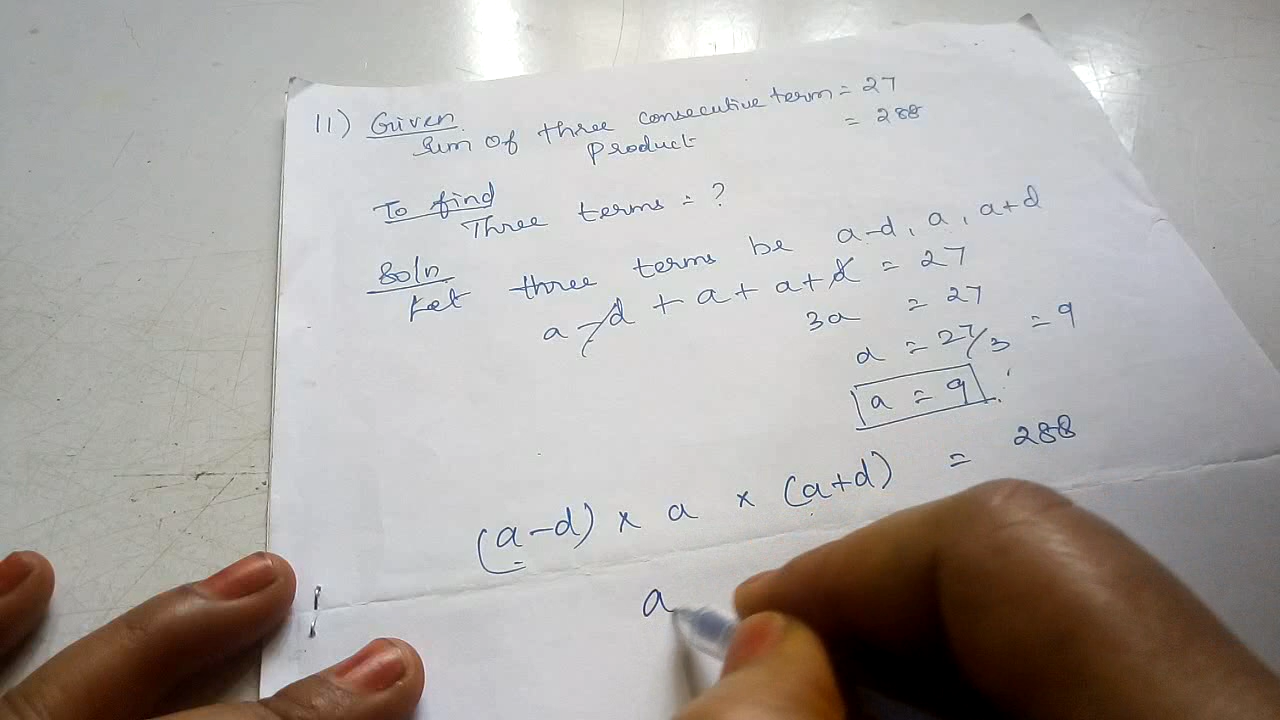 11) Given
Sum of three consecutive term = 27
Product = 288
To find
Three terms = ?
Soln
Let three terms be a-d, a, a+d
a-d + a + a+d = 27
3a = 27
a = 27/3 = 9
a = 9
(a-d) × a × (a+d) = 288
a